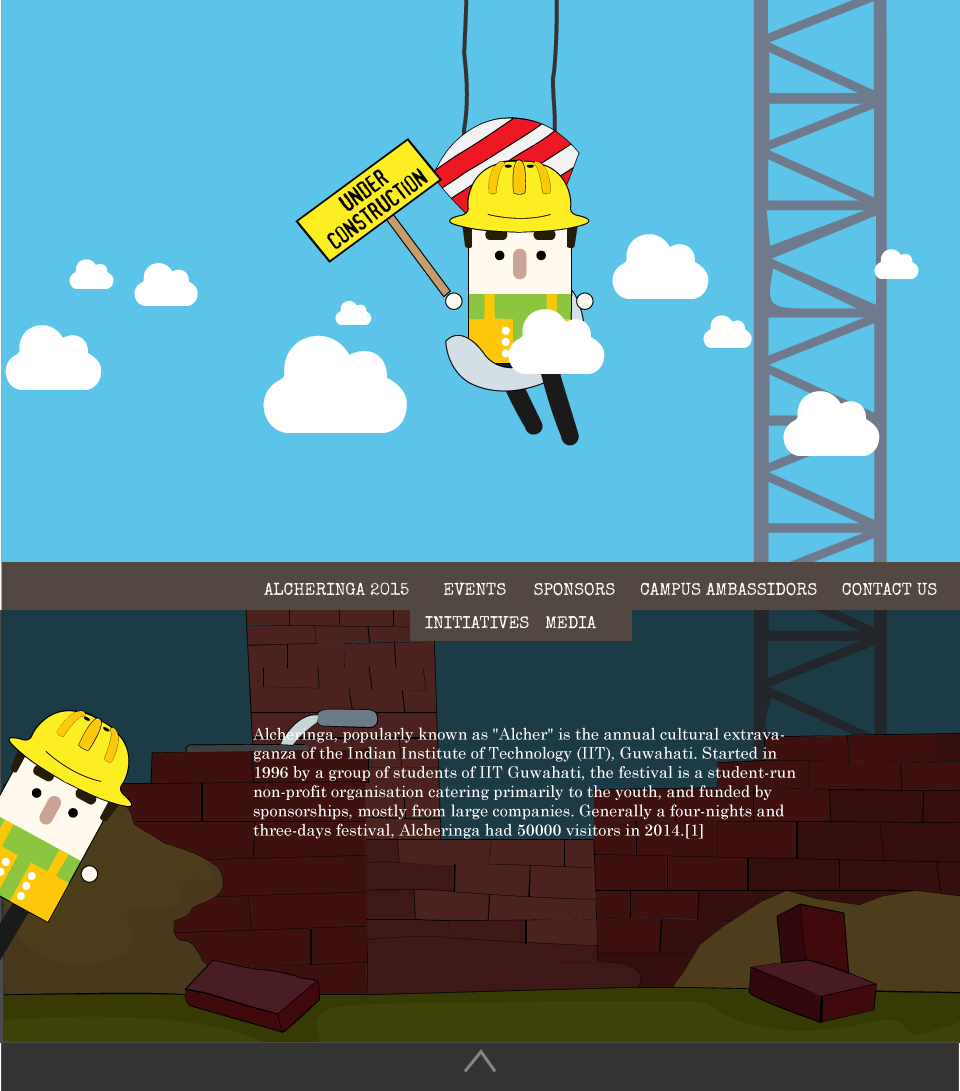 UNDER
CONSTRUCTION
ALCHERINGA 2015 EVENTS SPONSORS CAMPUS AMBASSIDORS CONTACT US
INITIATIVES MEDIA
Alcheringa, popularly known as "Alcher" is the annual cultural extrava-
ganza of the Indian Institute of Technology (IIT), Guwahati. Started in
1996 by a group of students of IIT Guwahati, the festival is a student-run
non-profit organisation catering primarily to the youth, and funded by
sponsorships, mostly from large companies. Generally a four-nights and
three-days festival, Alcheringa had 50000 visitors in 2014.[1]